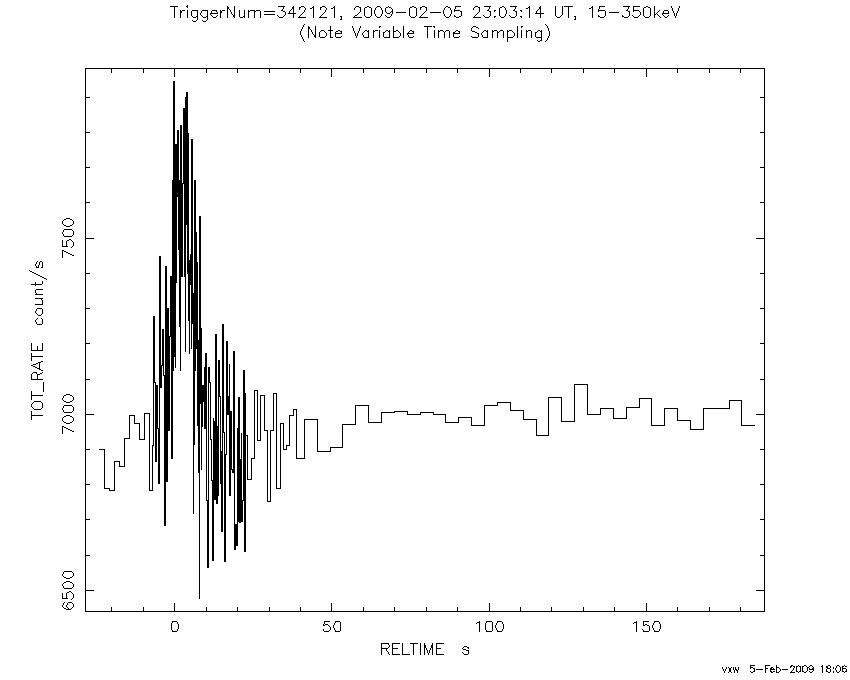 TriggerNum=342121, 2009-02-05 23:03:14 UT, 15-350keV
(Note Variable Time Sampling)
TOT_RATE count/s
7500
7000
6500
0 50 100 150
RELTIME s
vxw 5-Feb-2009 18:06